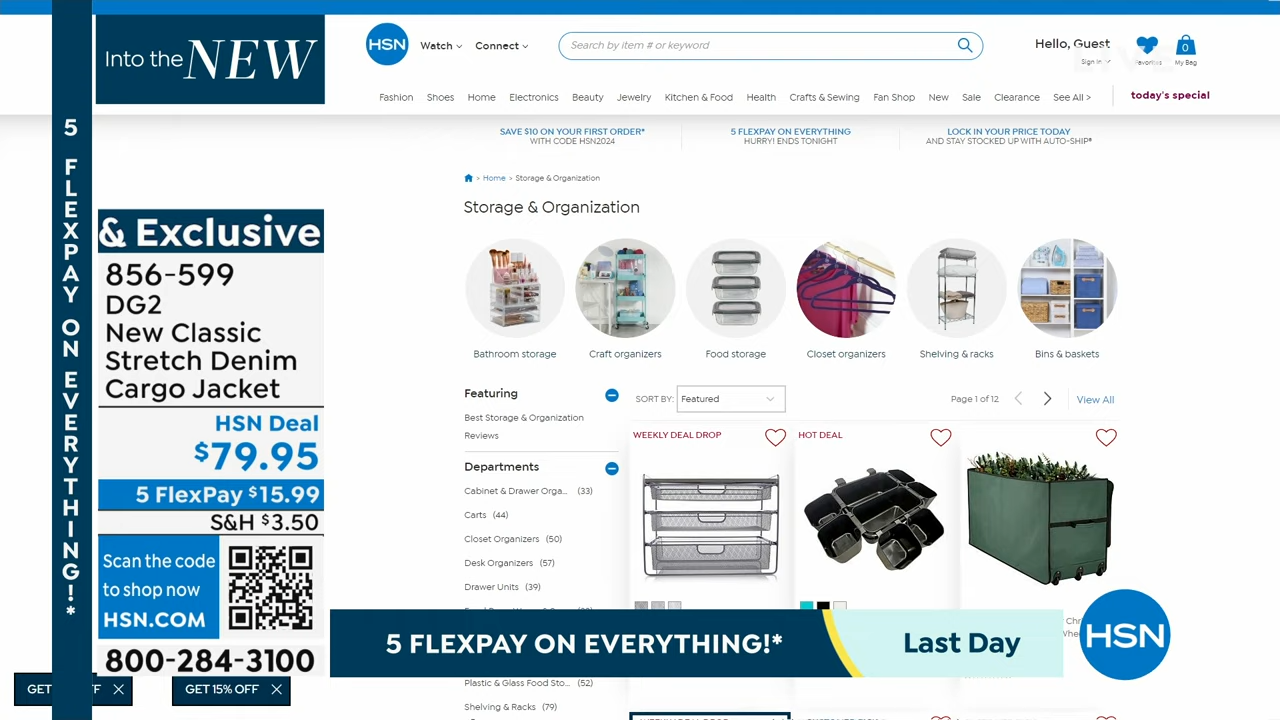 Into the NEW
5 FLEXPAY ON EVERYTHING!*
& Exclusive
856-599
DG2
New Classic
Stretch Denim
Cargo Jacket
HSN Deal
$79.95
5 FlexPay $15.99
S&H $3.50
Scan the code
to shop now
HSN.COM
800-284-3100
GET 15% OFF
HSN
Watch
Connect
Search by item # or keyword
Hello, Guest
Sign In
Favorites
0
My Bag
Fashion
Shoes
Home
Electronics
Beauty
Jewelry
Kitchen & Food
Health
Crafts & Sewing
Fan Shop
New
Sale
Clearance
See All >
today's special
SAVE $10 ON YOUR FIRST ORDER*
WITH CODE HSN2024
5 FLEXPAY ON EVERYTHING
HURRY! ENDS TONIGHT
LOCK IN YOUR PRICE TODAY
AND STAY STOCKED UP WITH AUTO-SHIP®
> Home > Storage & Organization
Storage & Organization
Bathroom storage
Craft organizers
Food storage
Closet organizers
Shelving & racks
Bins & baskets
Featuring
Best Storage & Organization
Reviews
Departments
Cabinet & Drawer Orga... (33)
Carts (44)
Closet Organizers (50)
Desk Organizers (57)
Drawer Units (39)
Plastic & Glass Food Sto... (52)
Shelving & Racks (79)
SORT BY: Featured
Page 1 of 12
View All
WEEKLY DEAL DROP
HOT DEAL
5 FLEXPAY ON EVERYTHING!*
Last Day
HSN